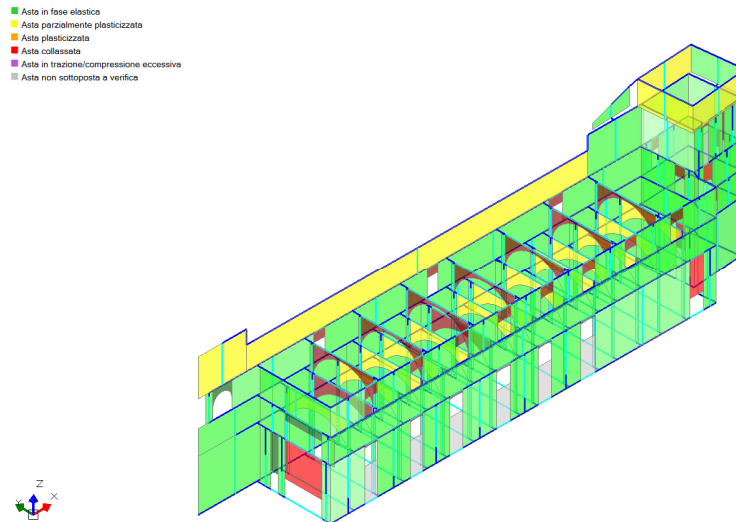 Asta in fase elastica
Asta parzialmente plasticizzata
Asta plasticizzata
Asta collassata
Asta in trazione/compressione eccessiva
Asta non sottoposta a verifica
Z
Y X